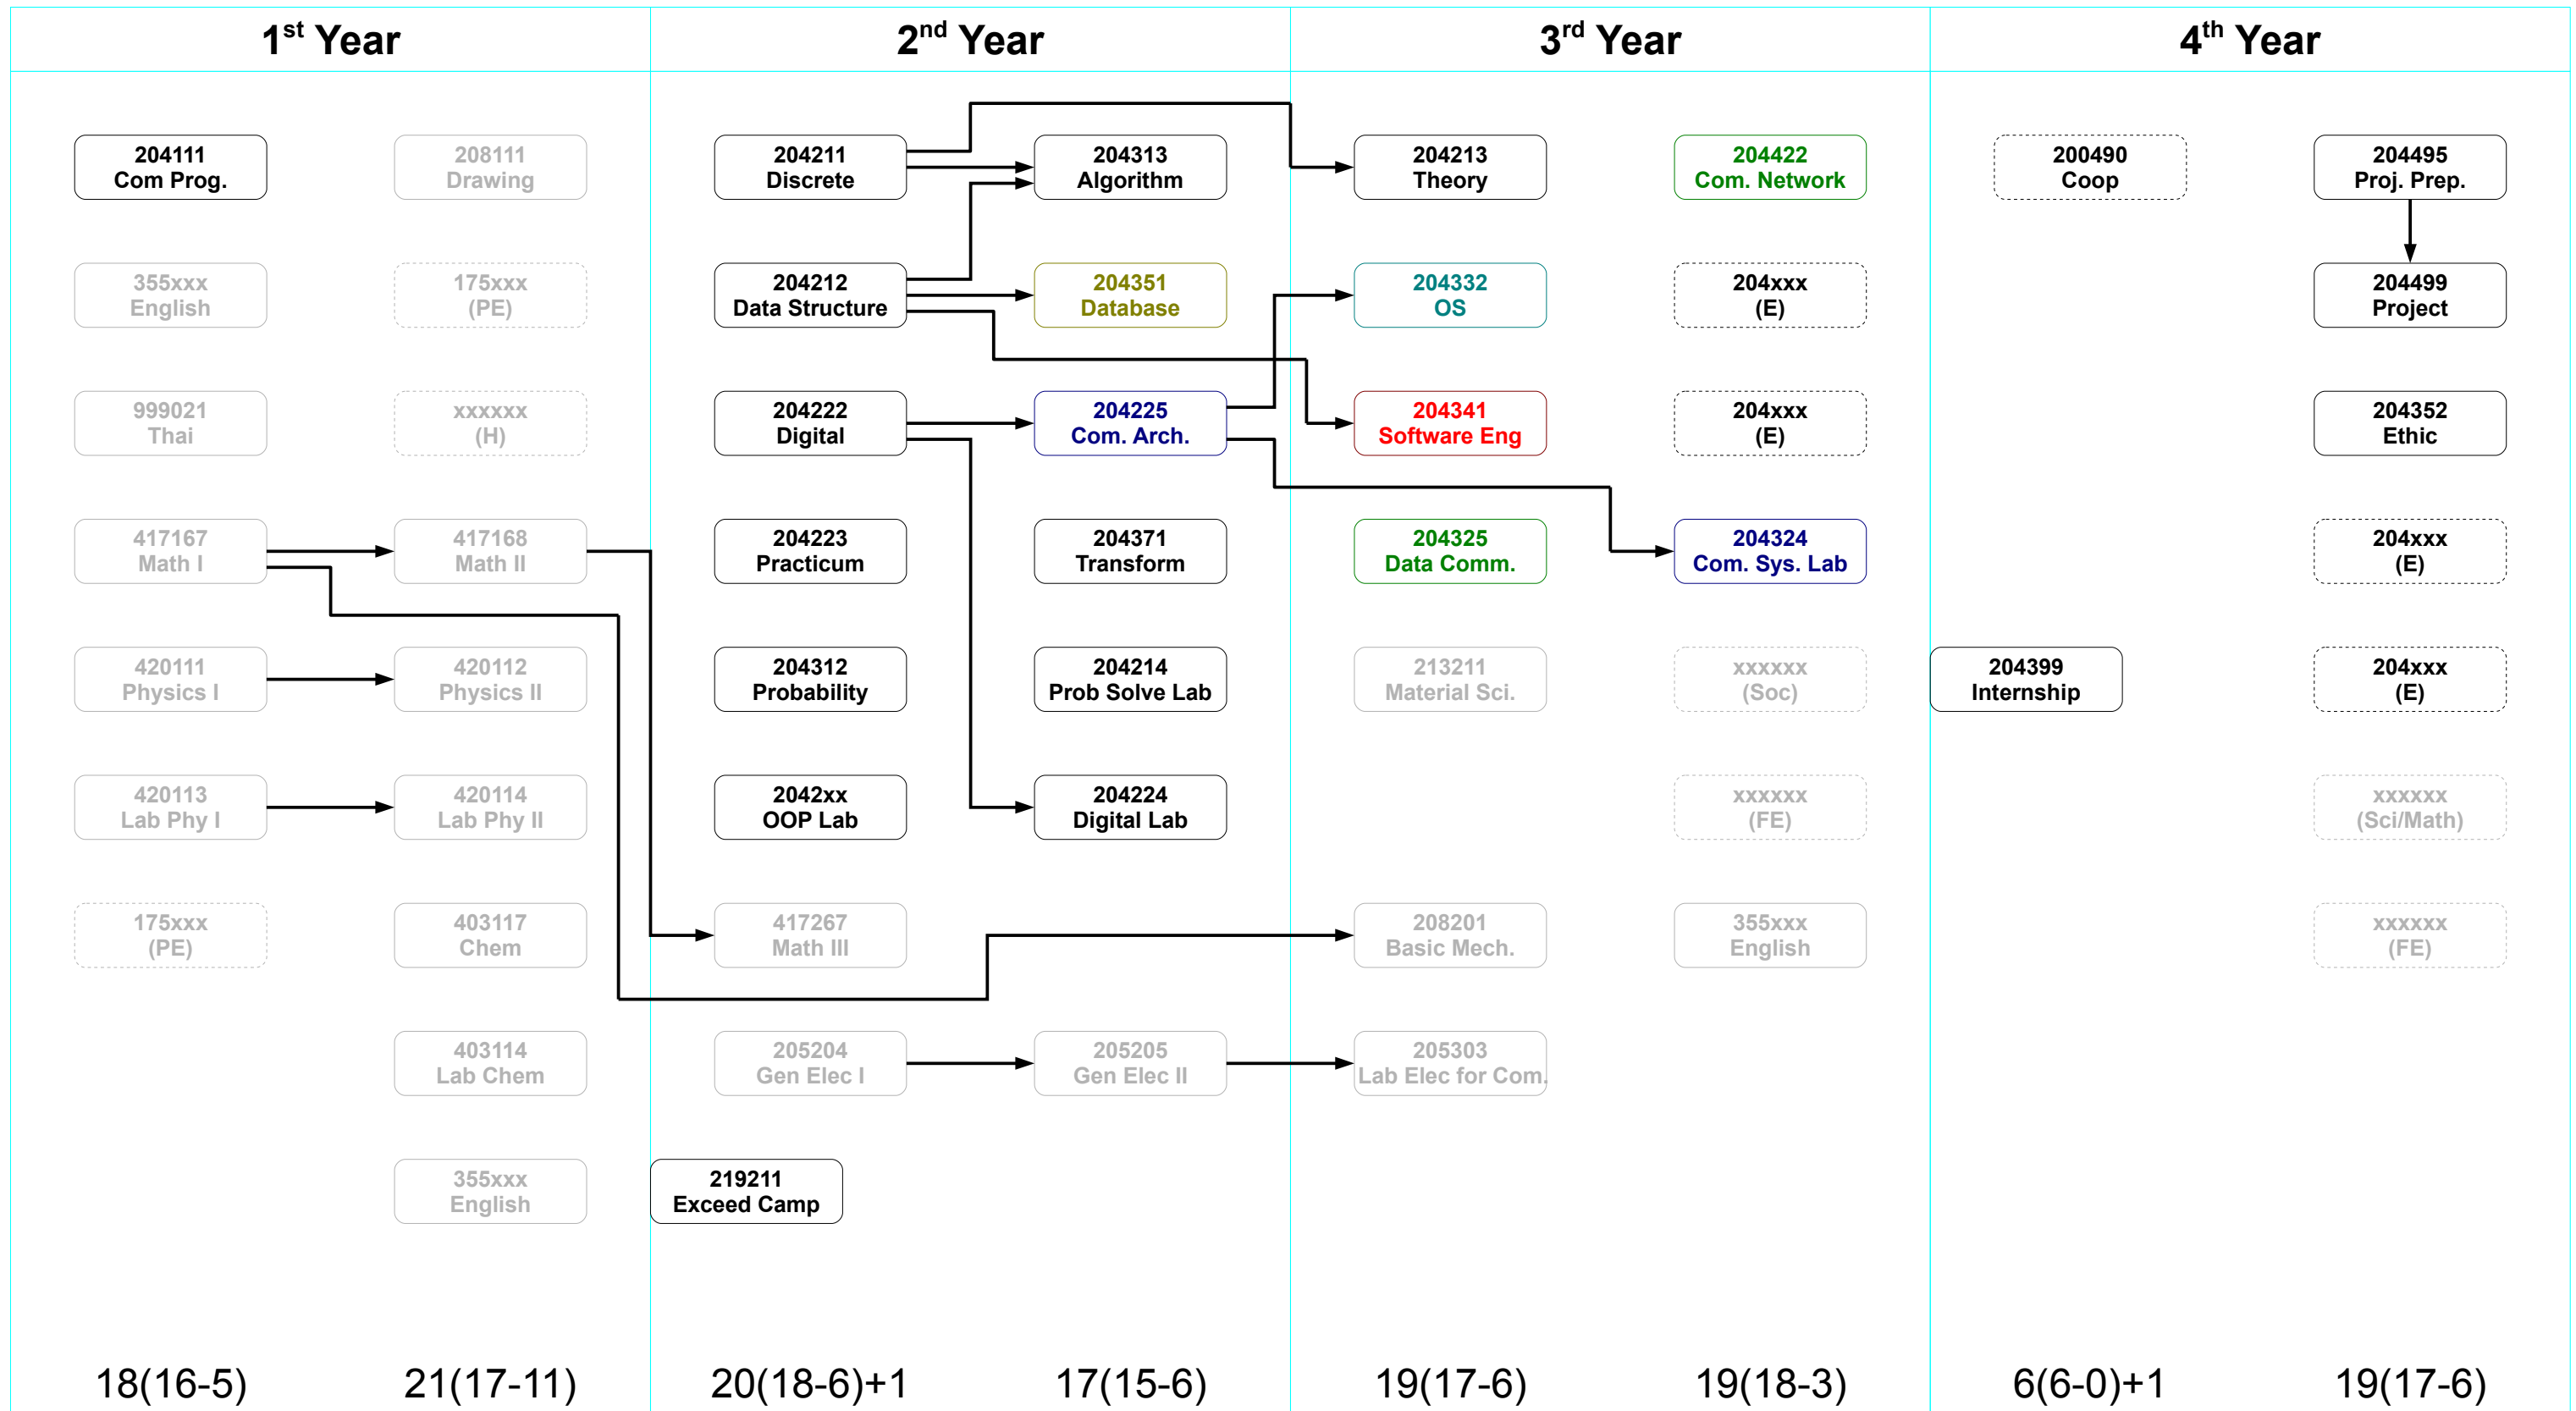 1st Year
2nd Year
3rd Year
4th Year
204111
Com Prog.
208111
Drawing
204211
Discrete
204313
Algorithm
204213
Theory
204422
Com. Network
200490
Coop
204495
Proj. Prep.
355xxx
English
175xxx
(PE)
204212
Data Structure
204351
Database
204332
OS
204xxx
(E)
204499
Project
999021
Thai
xxxxxx
(H)
204222
Digital
204225
Com. Arch.
204341
Software Eng
204xxx
(E)
204352
Ethic
417167
Math I
417168
Math II
204223
Practicum
204371
Transform
204325
Data Comm.
204324
Com. Sys. Lab
204xxx
(E)
420111
Physics I
420112
Physics II
204312
Probability
204214
Prob Solve Lab
213211
Material Sci.
xxxxxx
(Soc)
204399
Internship
204xxx
(E)
420113
Lab Phy I
420114
Lab Phy II
2042xx
OOP Lab
204224
Digital Lab
xxxxxx
(FE)
xxxxxx
(Sci/Math)
175xxx
(PE)
403117
Chem
417267
Math III
208201
Basic Mech.
355xxx
English
xxxxxx
(FE)
403114
Lab Chem
205204
Gen Elec I
205205
Gen Elec II
205303
Lab Elec for Com.
355xxx
English
219211
Exceed Camp
18(16-5)
21(17-11)
20(18-6)+1
17(15-6)
19(17-6)
19(18-3)
6(6-0)+1
19(17-6)